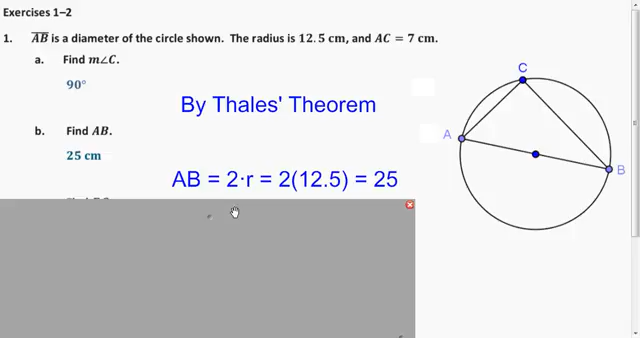 Exercises 1–2
1. AB is a diameter of the circle shown. The radius is 12.5 cm, and AC = 7 cm.
a. Find m∠C.
90°
By Thales' Theorem
b. Find AB.
25 cm
AB = 2·r = 2(12.5) = 25
C
A
B